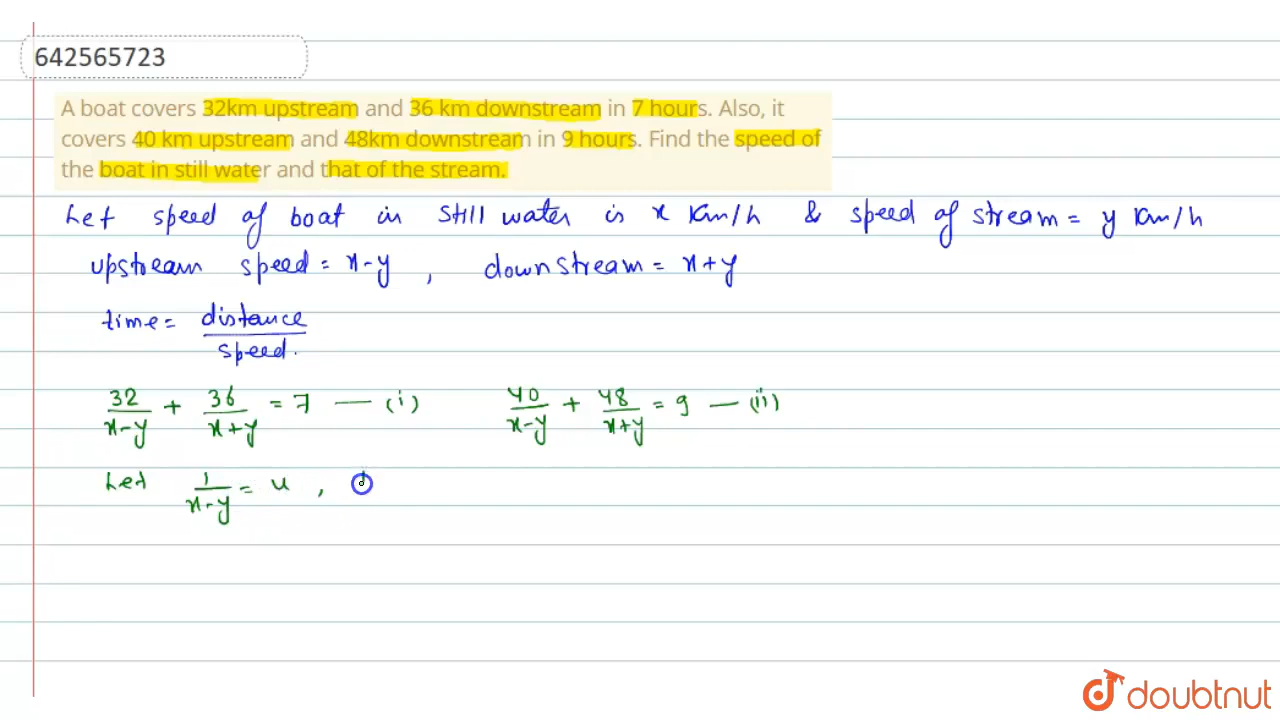 642565723
A boat covers 32km upstream and 36 km downstream in 7 hours. Also, it
covers 40 km upstream and 48km downstream in 9 hours. Find the speed of
the boat in still water and that of the stream.
Let speed of boat in still water is x Km/h & speed of stream = y Km/h
upstream speed = x-y , downstream = x+y
time = distance/speed.
32/(x-y) + 36/(x+y) = 7 — (i) 40/(x-y) + 48/(x+y) = 9 — (ii)
Let 1/(x-y) = u ,
doubtnut